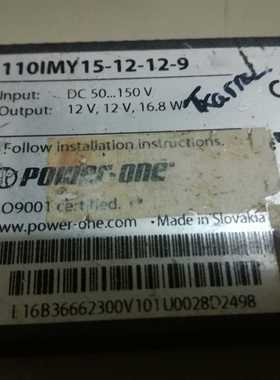 110IMY15-12-12-9
Input: DC 50...150 V
Output: 12 V, 12 V, 16.8 W
Follow installation instructions.
POWER-ONE
O9001 certified.
www.power-one.com • Made in Slovakia
E16B36662300V101U0028D2498